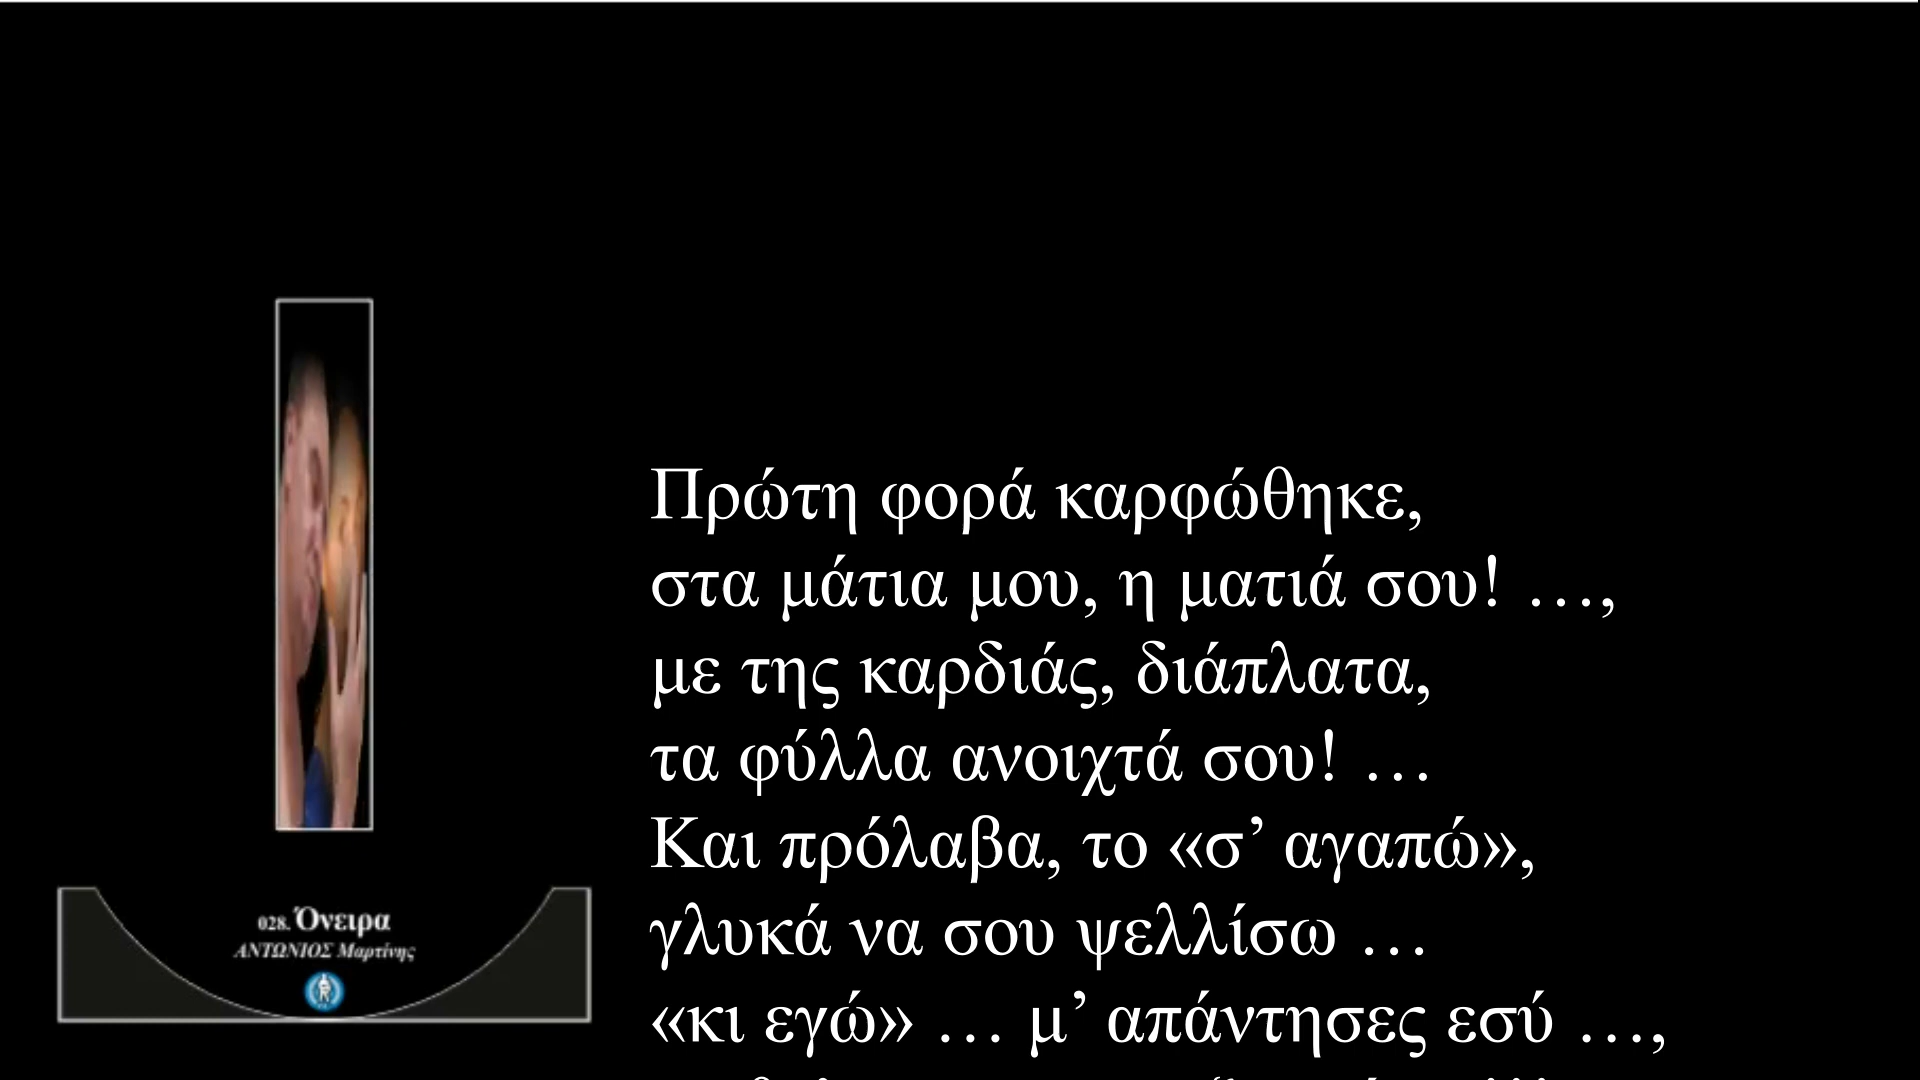 Πρώτη φορά καρφώθηκε,
στα μάτια μου, η ματιά σου! …,
με της καρδιάς, διάπλατα,
τα φύλλα ανοιχτά σου! …
Και πρόλαβα, το «σ’ αγαπώ»,
γλυκά να σου ψελλίσω …
«κι εγώ» … μ’ απάντησες εσύ …,
028. Όνειρα
ΑΝΤΩΝΙΟΣ Μαρτίνης